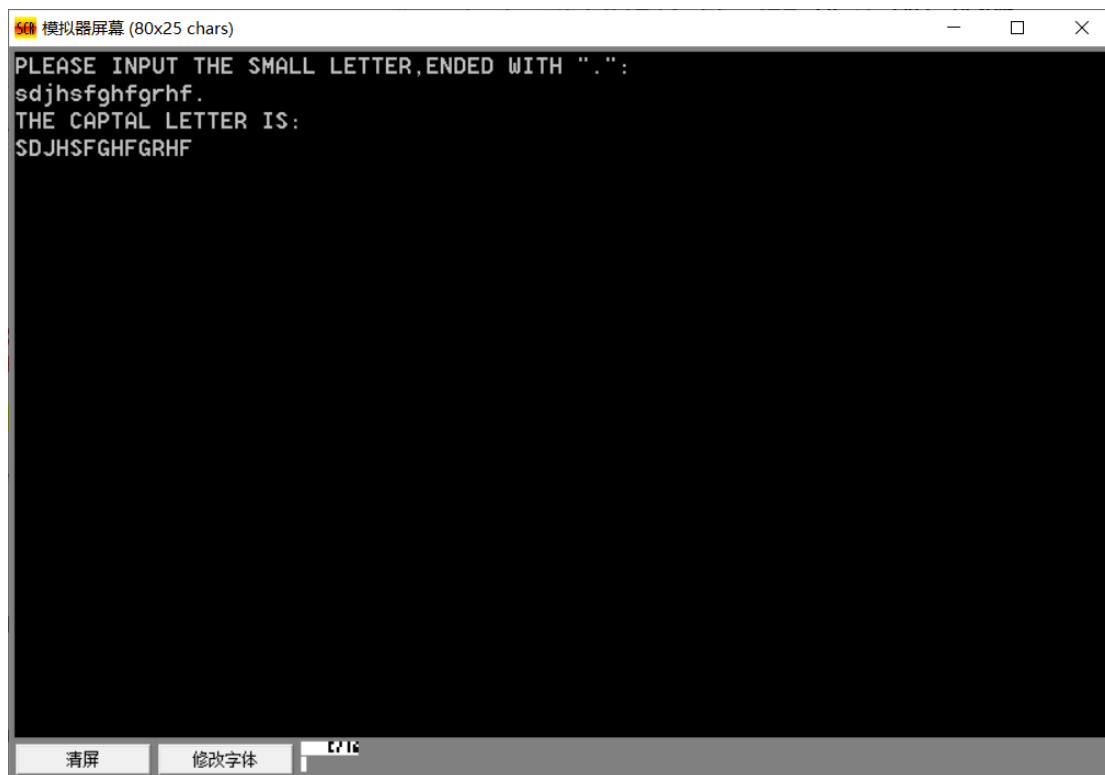 SCR 模拟器屏幕 (80x25 chars)
PLEASE INPUT THE SMALL LETTER,ENDED WITH ".":
sdjhsfghfgrhf.
THE CAPTAL LETTER IS:
SDJHSFGHFGRHF
清屏 修改字体